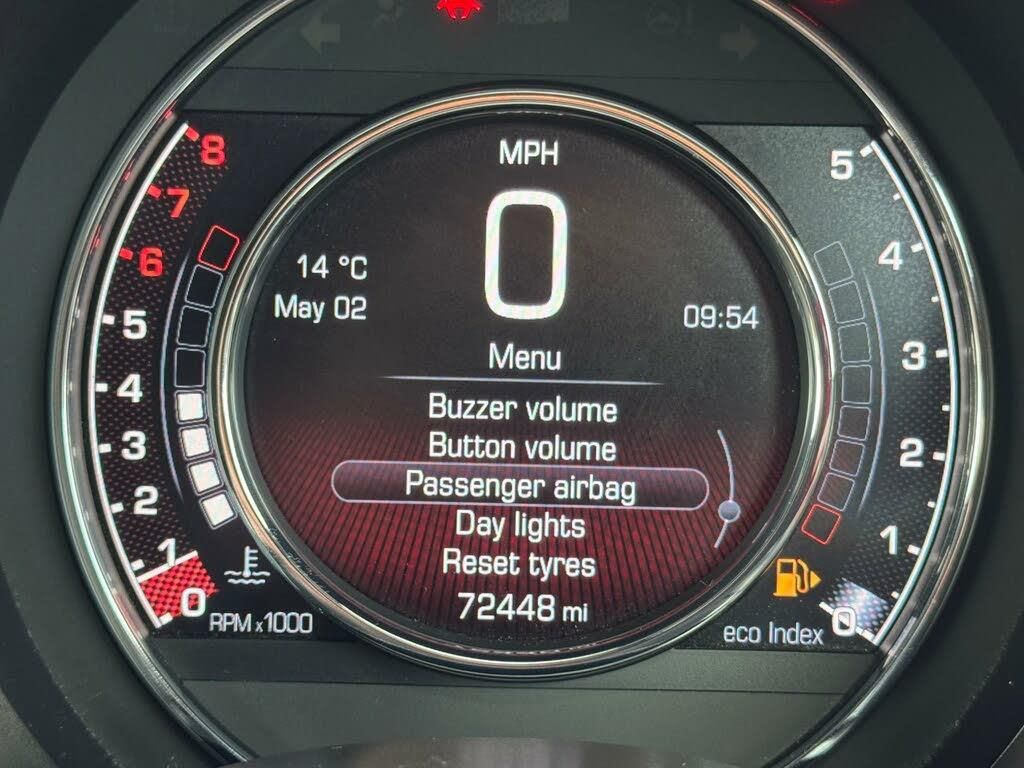 8
7
6
5
4
3
2
1
0
RPM x1000
MPH
0
14 °C
May 02
09:54
Menu
Buzzer volume
Button volume
Passenger airbag
Day lights
Reset tyres
72448 mi
5
4
3
2
1
0
eco Index